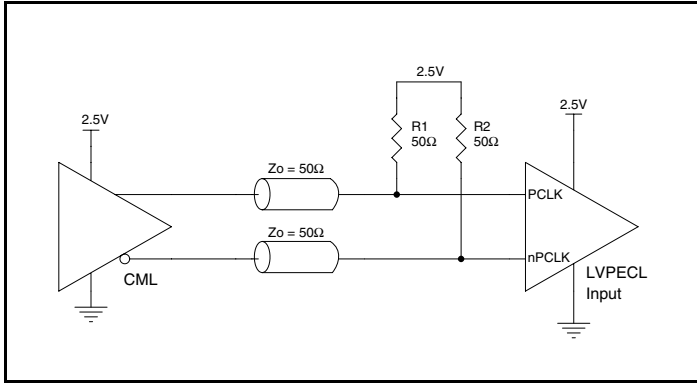 2.5V
2.5V
2.5V
R1
50Ω
R2
50Ω
Zo = 50Ω
PCLK
Zo = 50Ω
nPCLK
CML
LVPECL
Input